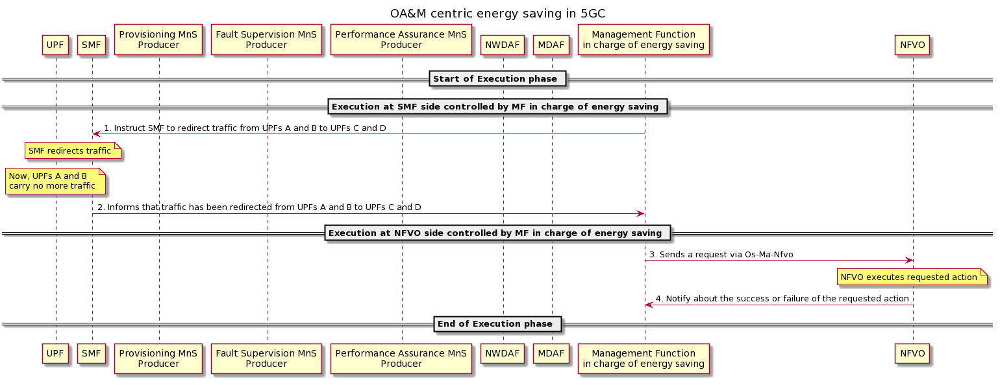 OA&M centric energy saving in 5GC
UPF
SMF
Provisioning MnS
Producer
Fault Supervision MnS
Producer
Performance Assurance MnS
Producer
NWDAF
MDAF
Management Function
in charge of energy saving
NFVO
Start of Execution phase
Execution at SMF side controlled by MF in charge of energy saving
1. Instruct SMF to redirect traffic from UPFs A and B to UPFs C and D
SMF redirects traffic
Now, UPFs A and B
carry no more traffic
2. Informs that traffic has been redirected from UPFs A and B to UPFs C and D
Execution at NFVO side controlled by MF in charge of energy saving
3. Sends a request via Os-Ma-Nfvo
NFVO executes requested action
4. Notify about the success or failure of the requested action
End of Execution phase
UPF
SMF
Provisioning MnS
Producer
Fault Supervision MnS
Producer
Performance Assurance MnS
Producer
NWDAF
MDAF
Management Function
in charge of energy saving
NFVO